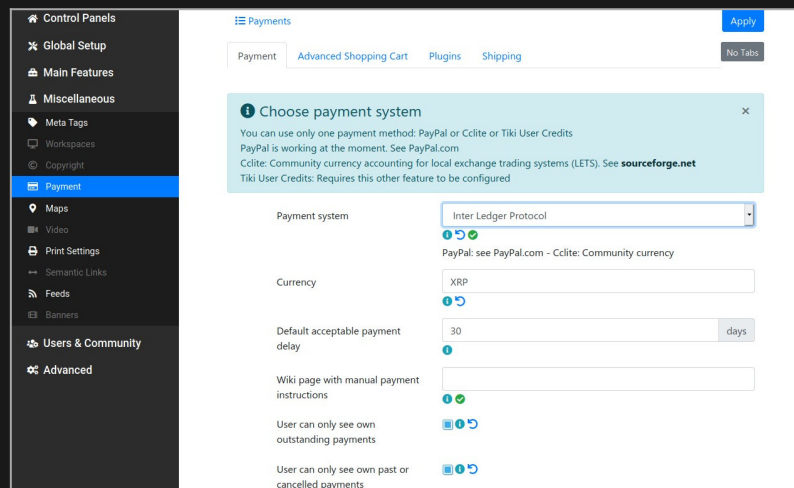 Control Panels
Global Setup
Main Features
Miscellaneous
Meta Tags
Workspaces
Copyright
Payment
Maps
Video
Print Settings
Semantic Links
Feeds
Banners
Users & Community
Advanced
Payments
Apply
Payment Advanced Shopping Cart Plugins Shipping
No Tabs
Choose payment system
You can use only one payment method: PayPal or Cclite or Tiki User Credits
PayPal is working at the moment. See PayPal.com
Cclite: Community currency accounting for local exchange trading systems (LETS). See sourceforge.net
Tiki User Credits: Requires this other feature to be configured
Payment system Inter Ledger Protocol
PayPal: see PayPal.com - Cclite: Community currency
Currency XRP
Default acceptable payment
delay
30 days
Wiki page with manual payment
instructions
User can only see own
outstanding payments
User can only see own past or
cancelled payments